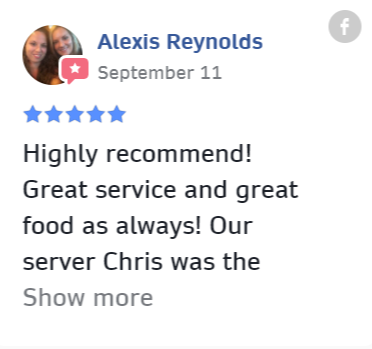 Alexis Reynolds
September 11
Highly recommend!
Great service and great
food as always! Our
server Chris was the
Show more